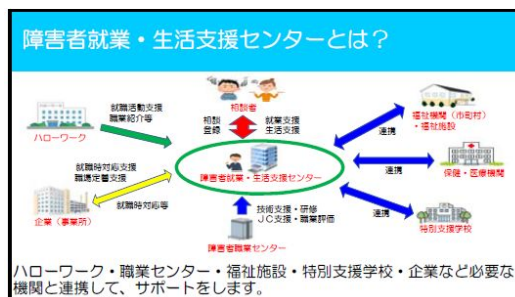 障害者就業・生活支援センターとは？
就職活動支援
職業紹介等
ハローワーク
相談者
相談
登録
就業支援
生活支援
福祉機関（市町村）
・福祉施設
連携
就職時対応支援
職場定着支援
障害者就業・生活支援センター
連携
保健・医療機関
就職時対応等
企業（事業所）
技術支援・研修
ＪＣ支援・職業評価
障害者職業センター
連携
特別支援学校
ハローワーク・職業センター・福祉施設・特別支援学校・企業など必要な
機関と連携して、サポートをします。